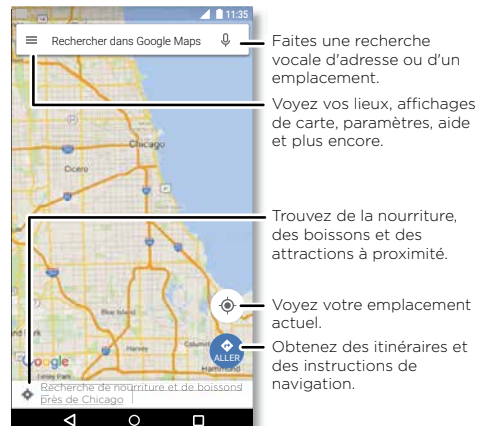 11:35
Rechercher dans Google Maps
Faites une recherche
vocale d'adresse ou d'un
emplacement.
Voyez vos lieux, affichages
de carte, paramètres, aide
et plus encore.
Chicago
Cicero
Trouvez de la nourriture,
des boissons et des
attractions à proximité.
Voyez votre emplacement
actuel.
Blue Island
Harvey
Calumet
ALLER
Hammond
Obtenez des itinéraires et
des instructions de
navigation.
Google
Recherche de nourriture et de boissons
près de Chicago